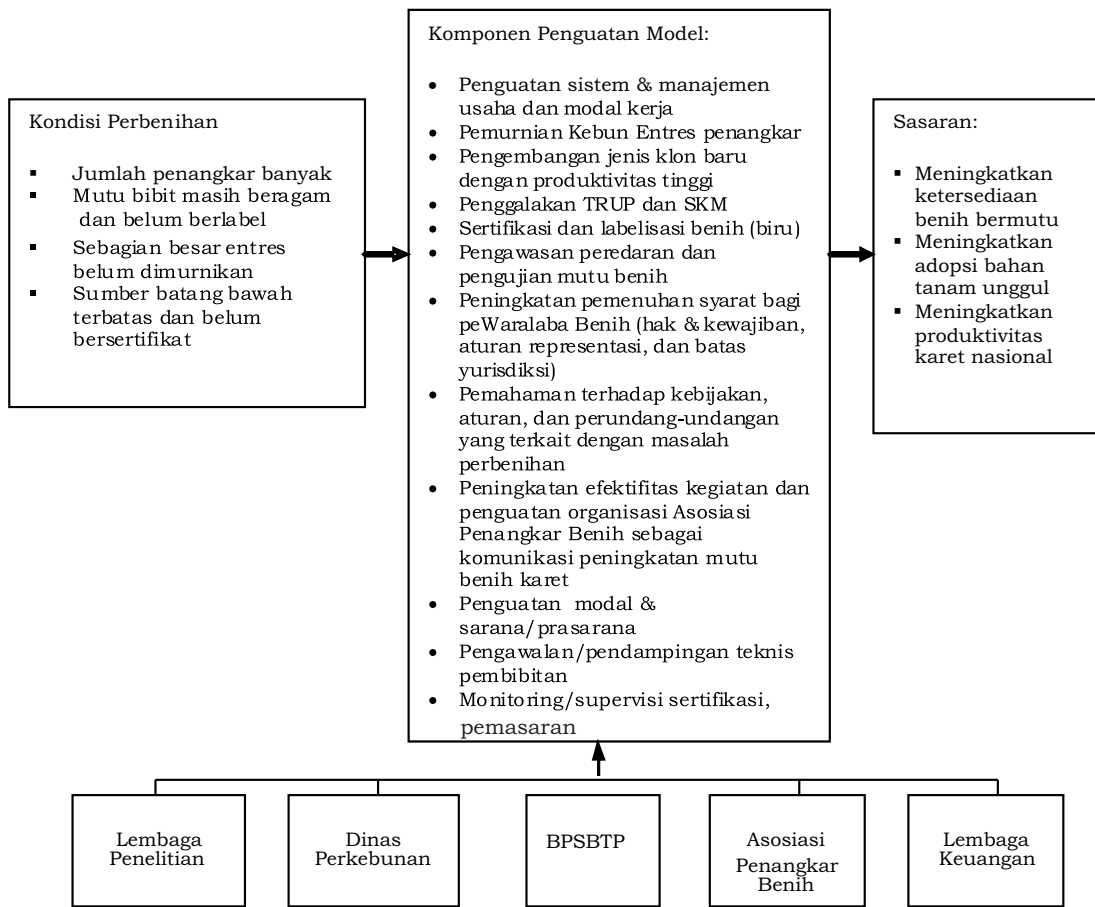 Kondisi Perbenihan
▪ Jumlah penangkar banyak
▪ Mutu bibit masih beragam
dan belum berlabel
▪ Sebagian besar entres
belum dimurnikan
▪ Sumber batang bawah
terbatas dan belum
bersertifikat
Komponen Penguatan Model:
• Penguatan sistem & manajemen
usaha dan modal kerja
• Pemurnian Kebun Entres penangkar
• Pengembangan jenis klon baru
dengan produktivitas tinggi
• Penggalakan TRUP dan SKM
• Sertifikasi dan labelisasi benih (biru)
• Pengawasan peredaran dan
pengujian mutu benih
• Peningkatan pemenuhan syarat bagi
peWaralaba Benih (hak & kewajiban,
aturan representasi, dan batas
yurisdiksi)
• Pemahaman terhadap kebijakan,
aturan, dan perundang-undangan
yang terkait dengan masalah
perbenihan
• Peningkatan efektifitas kegiatan dan
penguatan organisasi Asosiasi
Penangkar Benih sebagai
komunikasi peningkatan mutu
benih karet
• Penguatan modal &
sarana/prasarana
• Pengawalan/pendampingan teknis
pembibitan
• Monitoring/supervisi sertifikasi,
pemasaran
Sasaran:
▪ Meningkatkan
ketersediaan
benih bermutu
▪ Meningkatkan
adopsi bahan
tanam unggul
▪ Meningkatkan
produktivitas
karet nasional
Lembaga
Penelitian
Dinas
Perkebunan
BPSBTP
Asosiasi
Penangkar
Benih
Lembaga
Keuangan